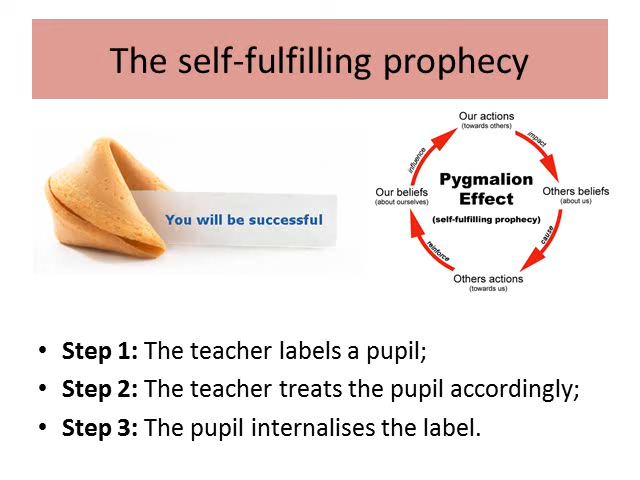 The self-fulfilling prophecy
You will be successful
Our actions
(towards others)
impact
Others beliefs
(about us)
cause
Others actions
(towards us)
reinforce
Our beliefs
(about ourselves)
influence
Pygmalion
Effect
(self-fulfilling prophecy)
• Step 1: The teacher labels a pupil;
• Step 2: The teacher treats the pupil accordingly;
• Step 3: The pupil internalises the label.